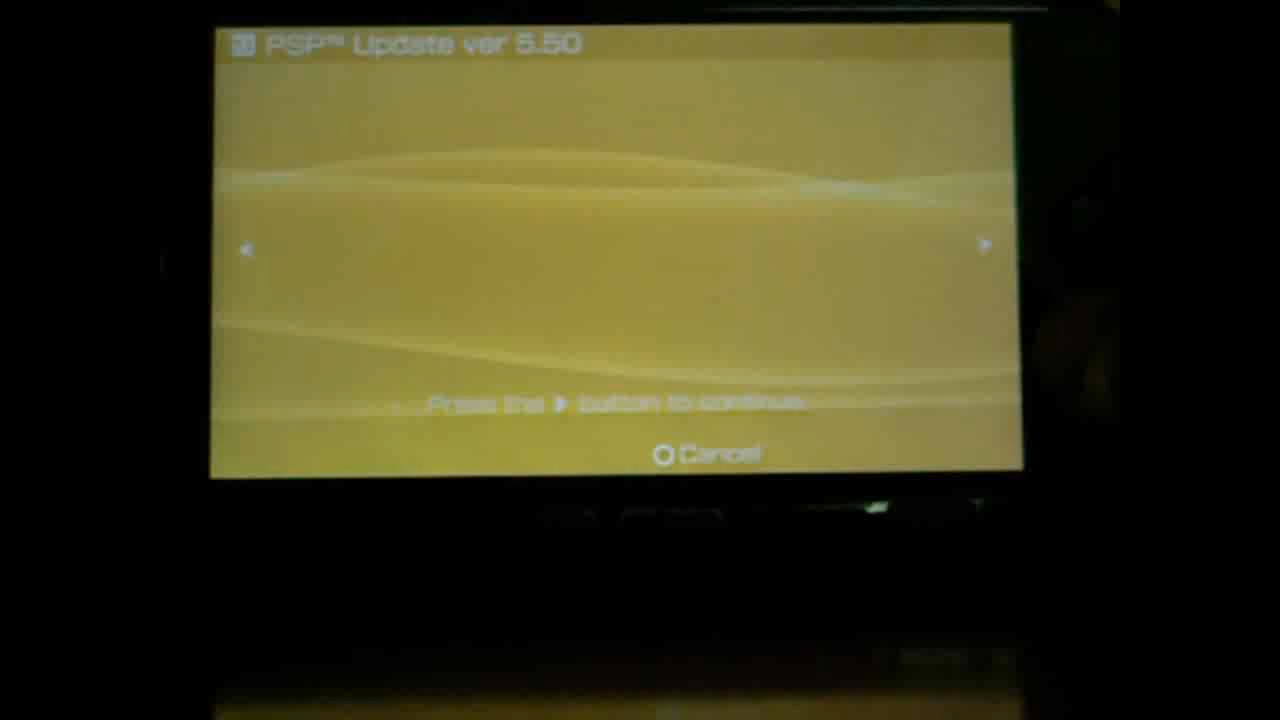 PSP™ Update ver 5.50
Press the ▶ button to continue.
Cancel